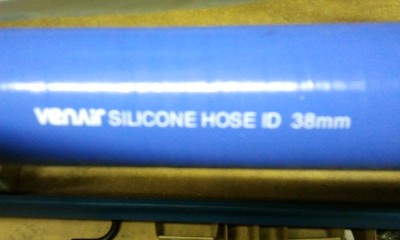 venAir SILICONE HOSE ID 38mm